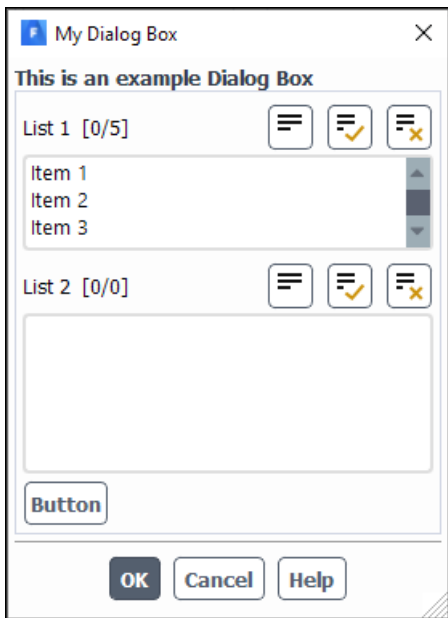 F My Dialog Box
This is an example Dialog Box
List 1 [0/5]
Item 1
Item 2
Item 3
List 2 [0/0]
Button
OK Cancel Help